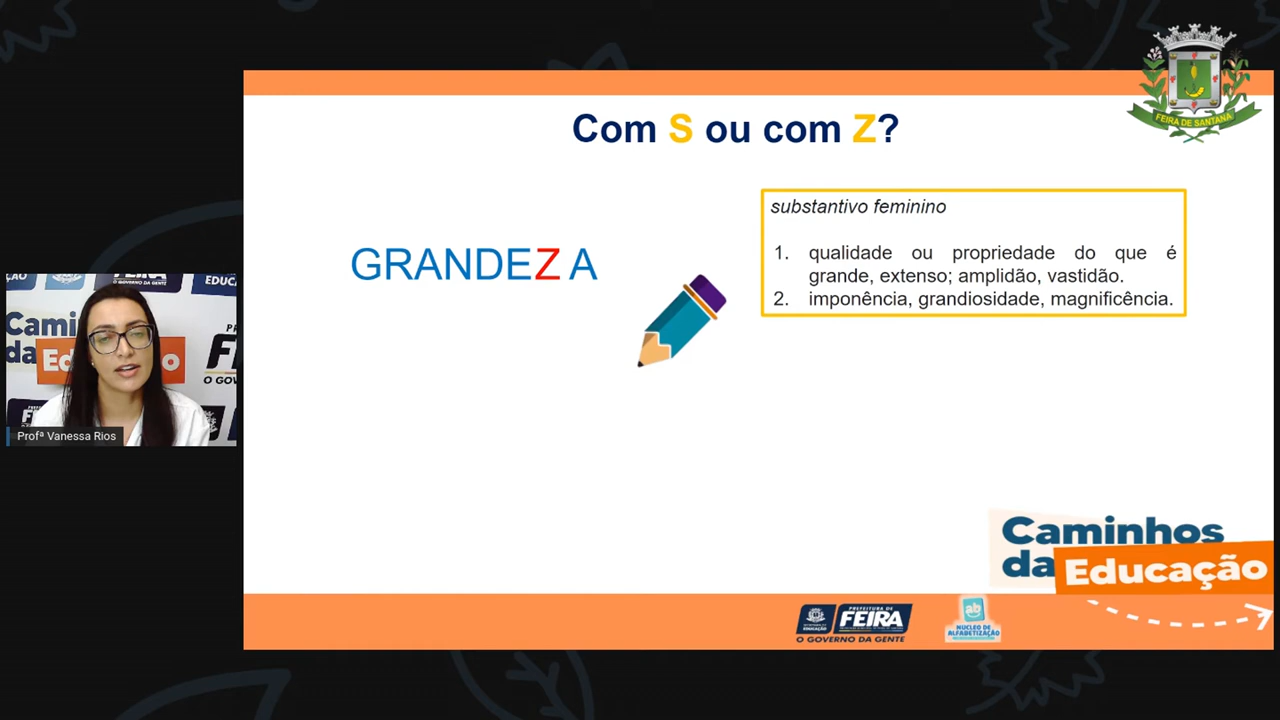 FEIRA DE SANTANA
Com S ou com Z?
substantivo feminino
1. qualidade ou propriedade do que é
grande, extenso; amplidão, vastidão.
2. imponência, grandiosidade, magnificência.
GRANDEZA
Profª Vanessa Rios
Caminhos
da Educação
PREFEITURA DE
FEIRA
EDUCAÇÃO
O GOVERNO DA GENTE
ab
NÚCLEO DE
ALFABETIZAÇÃO